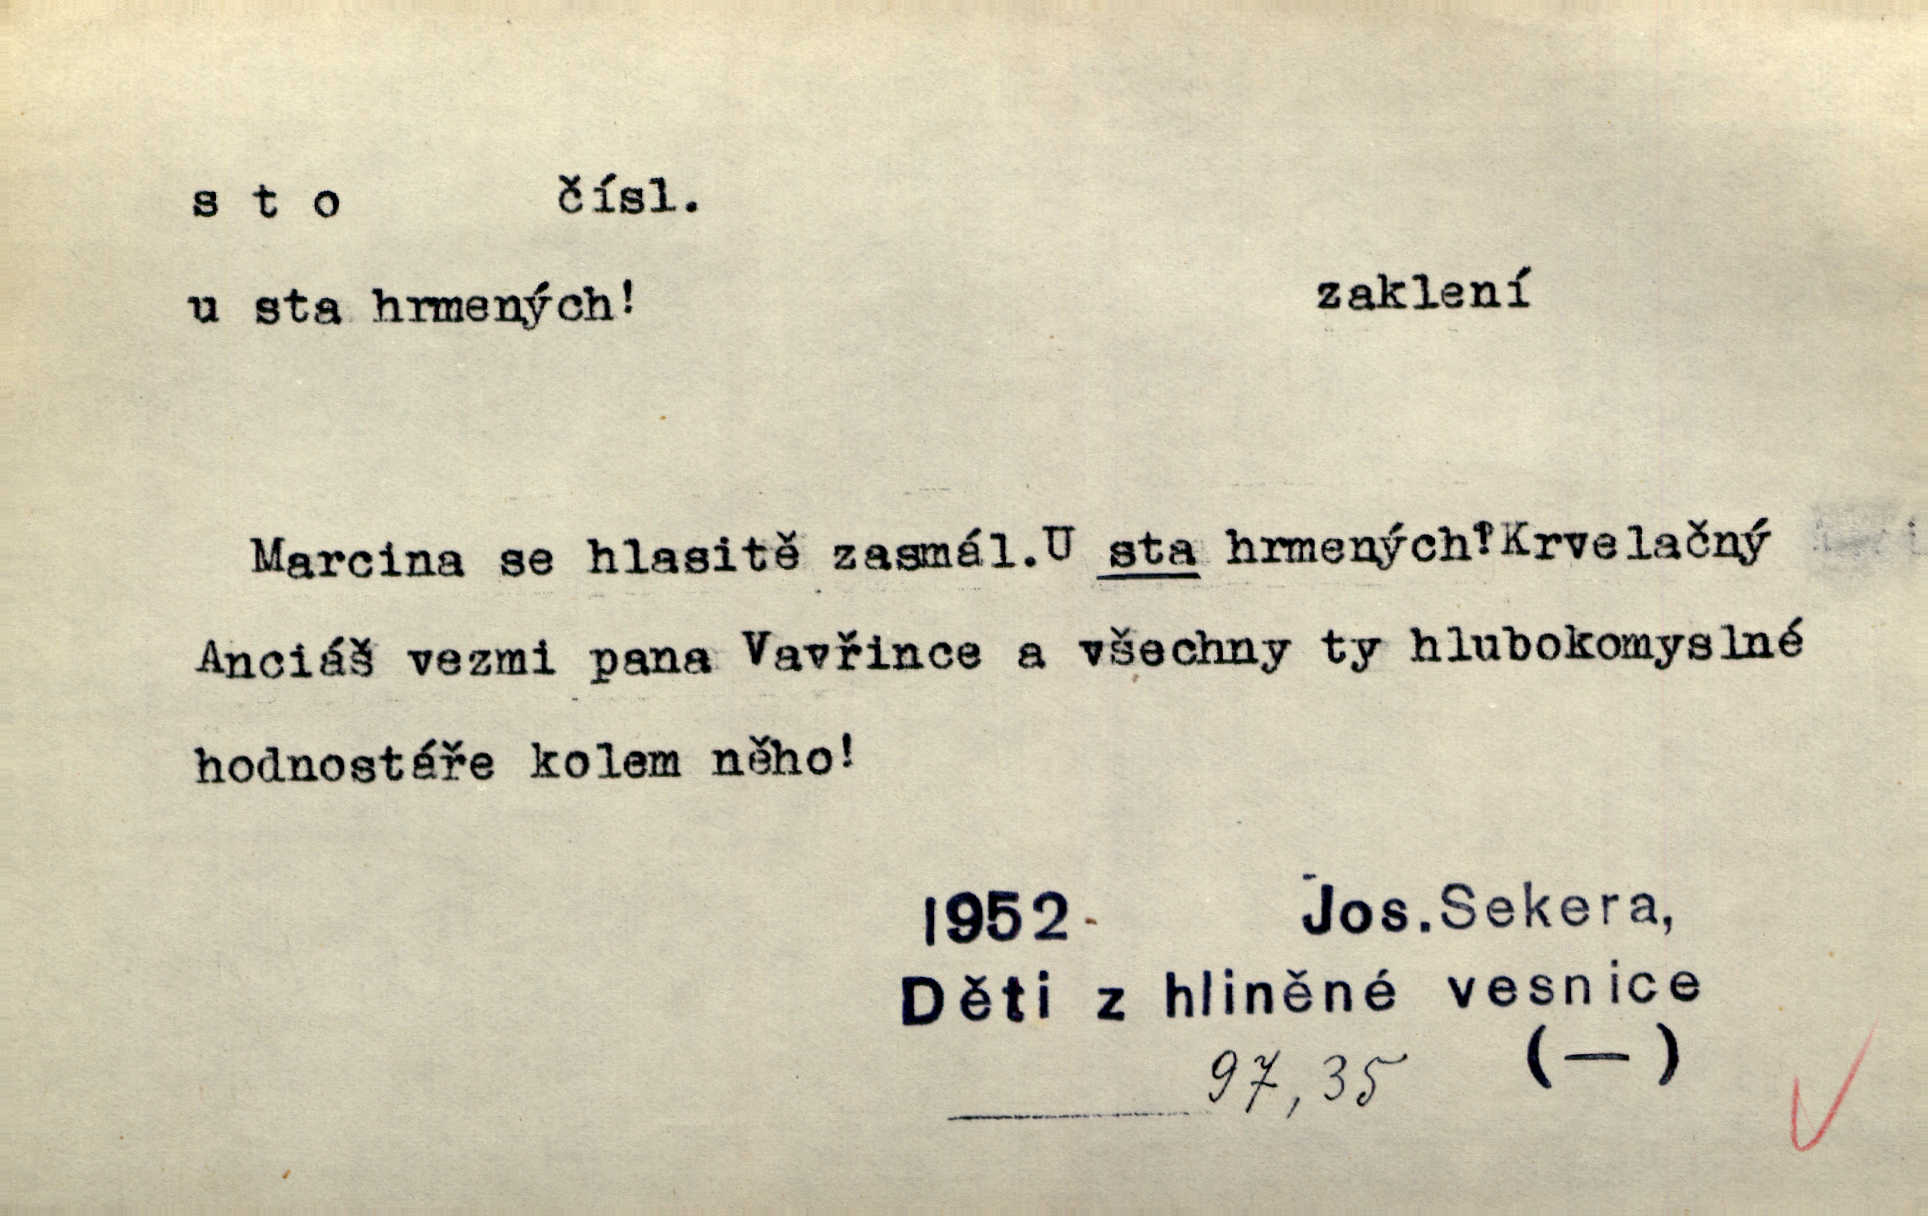 s t o čísl.
u sta hrmených! zaklení
Marcina se hlasitě zasmál.U sta hrmených!Krvelačný
Anciáš vezmi pana Vavřince a všechny ty hlubokomyslné
hodnostáře kolem něho!
1952 Jos.Sekera,
Děti z hliněné vesnice
97,35 (—)